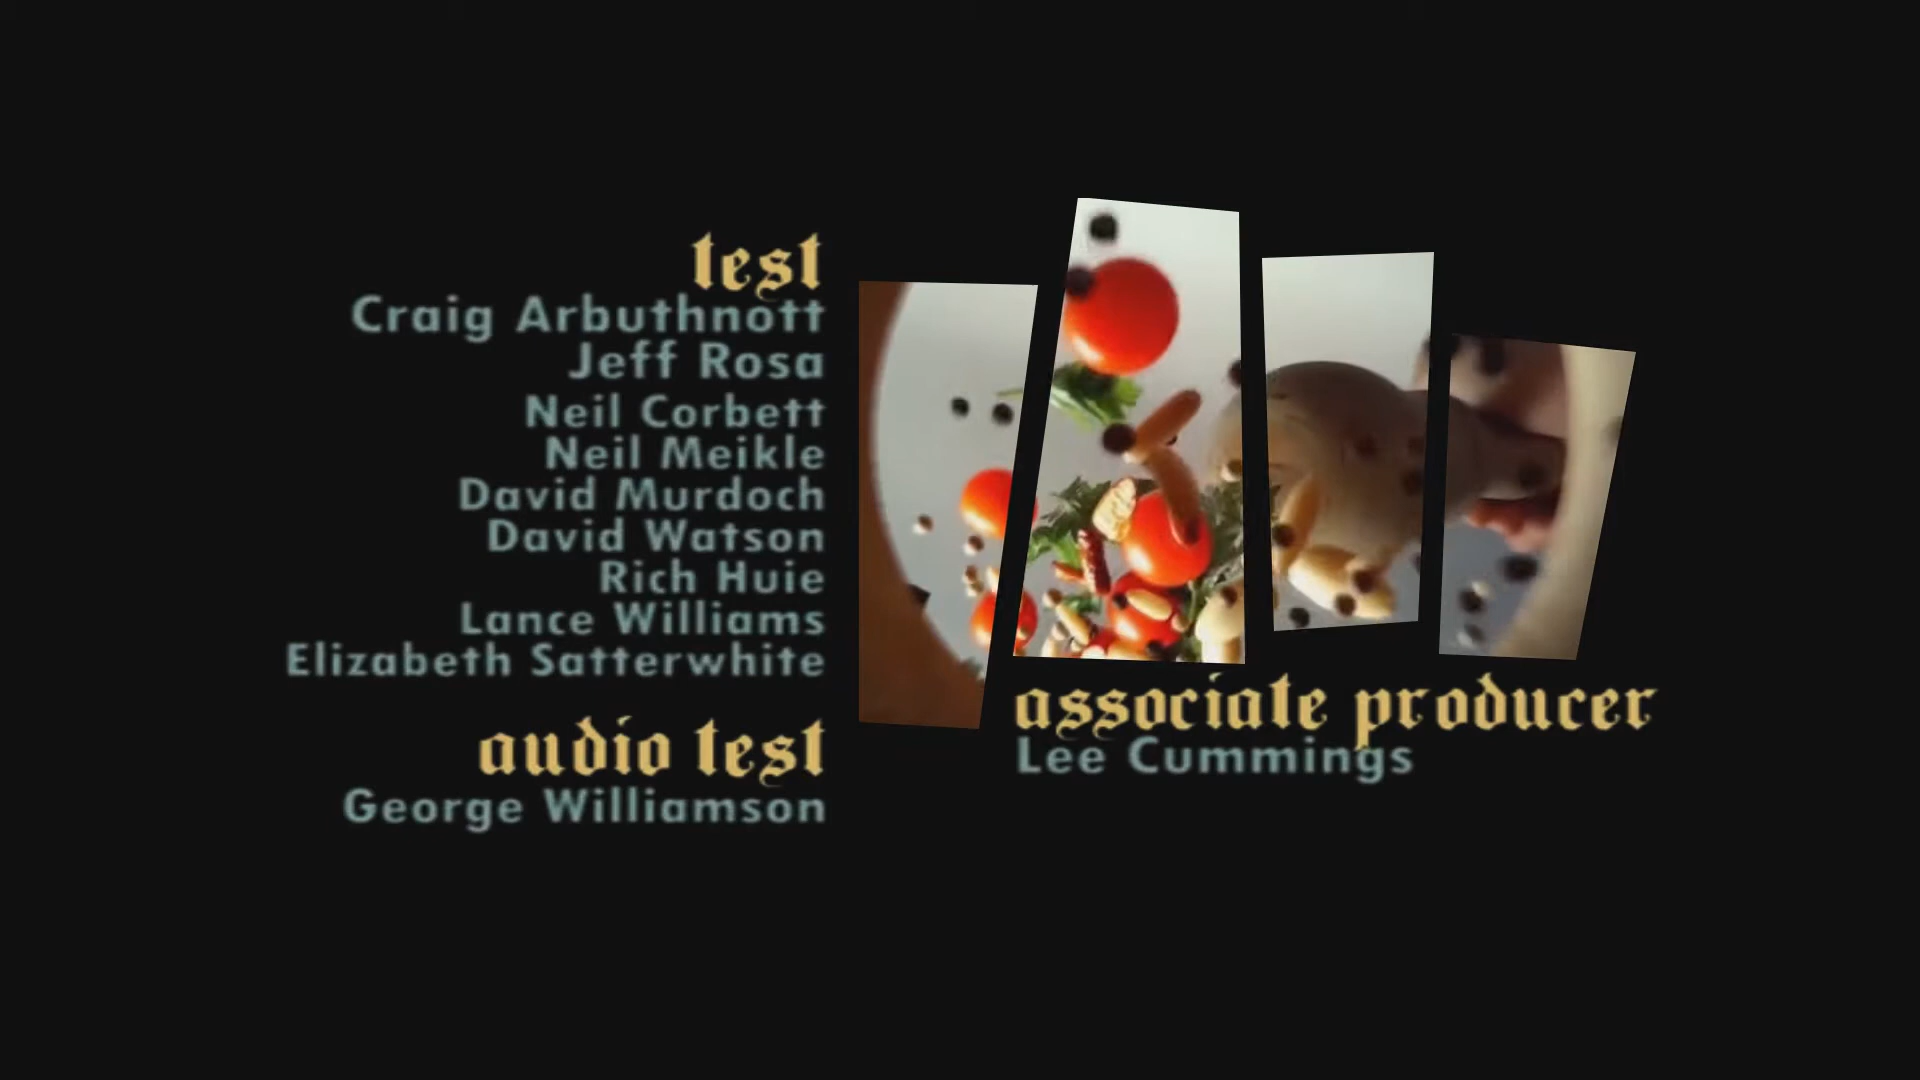 test
Craig Arbuthnott
Jeff Rosa
Neil Corbett
Neil Meikle
David Murdoch
David Watson
Rich Huie
Lance Williams
Elizabeth Satterwhite
audio test
George Williamson
associate producer
Lee Cummings